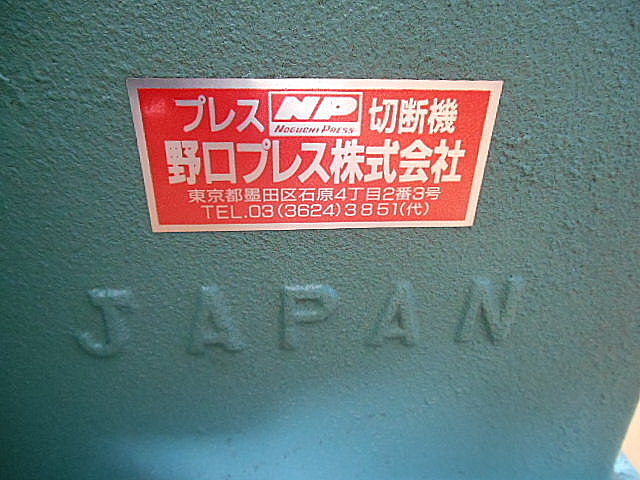 プレス NP 切断機
NOGUCHI PRESS
野口プレス株式会社
東京都墨田区石原4丁目2番3号
TEL.03(3624)3851(代)
JAPAN